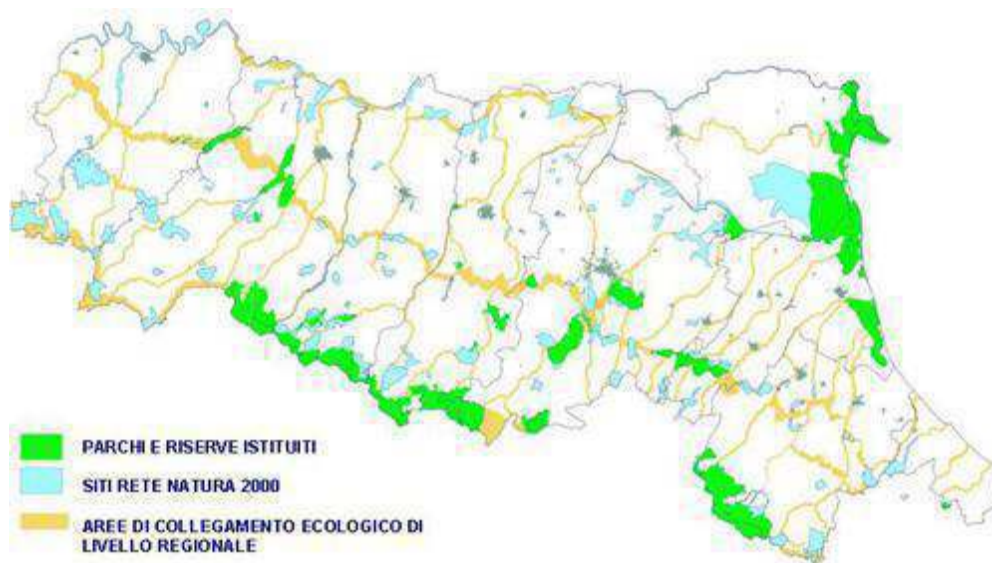 PARCHI E RISERVE ISTITUITI
SITI RETE NATURA 2000
AREE DI COLLEGAMENTO ECOLOGICO DI
LIVELLO REGIONALE